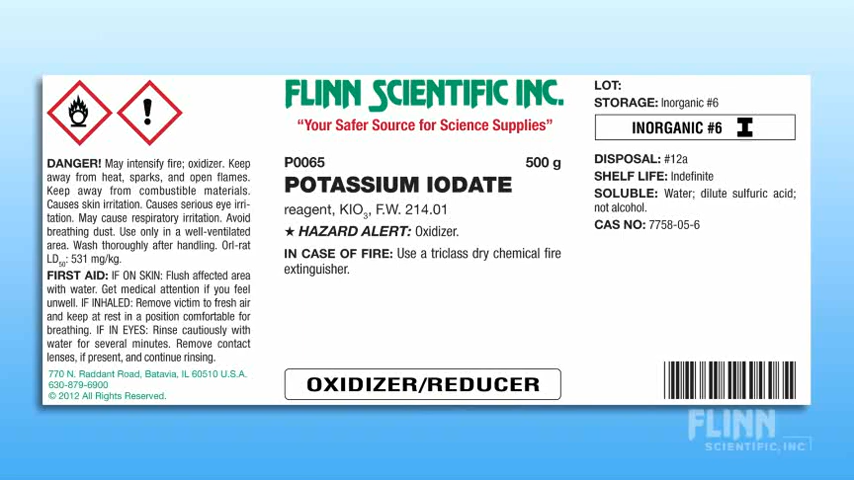 FLINN SCIENTIFIC INC.
"Your Safer Source for Science Supplies"
DANGER! May intensify fire; oxidizer. Keep
away from heat, sparks, and open flames.
Keep away from combustible materials.
Causes skin irritation. Causes serious eye irri-
tation. May cause respiratory irritation. Avoid
breathing dust. Use only in a well-ventilated
area. Wash thoroughly after handling. Orl-rat
LD50: 531 mg/kg.
FIRST AID: IF ON SKIN: Flush affected area
with water. Get medical attention if you feel
unwell. IF INHALED: Remove victim to fresh air
and keep at rest in a position comfortable for
breathing. IF IN EYES: Rinse cautiously with
water for several minutes. Remove contact
lenses, if present, and continue rinsing.
770 N. Raddant Road, Batavia, IL 60510 U.S.A.
630-879-6900
© 2012 All Rights Reserved.
P0065 500 g
POTASSIUM IODATE
reagent, KIO3, F.W. 214.01
★ HAZARD ALERT: Oxidizer.
IN CASE OF FIRE: Use a triclass dry chemical fire
extinguisher.
OXIDIZER/REDUCER
LOT:
STORAGE: Inorganic #6
INORGANIC #6 I
DISPOSAL: #12a
SHELF LIFE: Indefinite
SOLUBLE: Water; dilute sulfuric acid;
not alcohol.
CAS NO: 7758-05-6
FLINN
SCIENTIFIC, INC